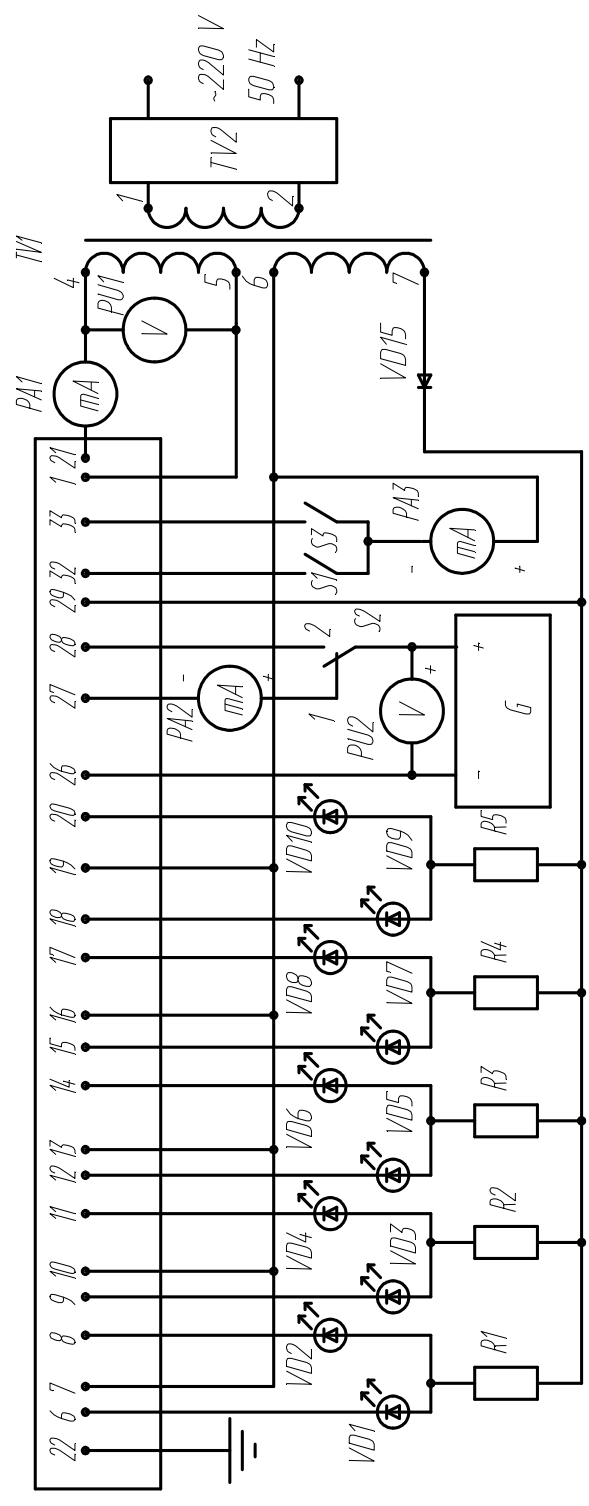 ~220 V
50 Hz
TV2
1
2
TV1
4
5
6
7
PU1
V
PA1
mA
VD15
21
1
33
32
29
28
27
26
20
19
18
17
16
15
14
13
12
11
10
9
8
7
6
22
S3
S1
PA3
mA
-
+
2
S2
1
PA2
mA
-
+
PU2
V
+
+
G
-
VD10
VD9
R5
VD8
VD7
R4
VD6
VD5
R3
VD4
VD3
R2
VD2
VD1
R1